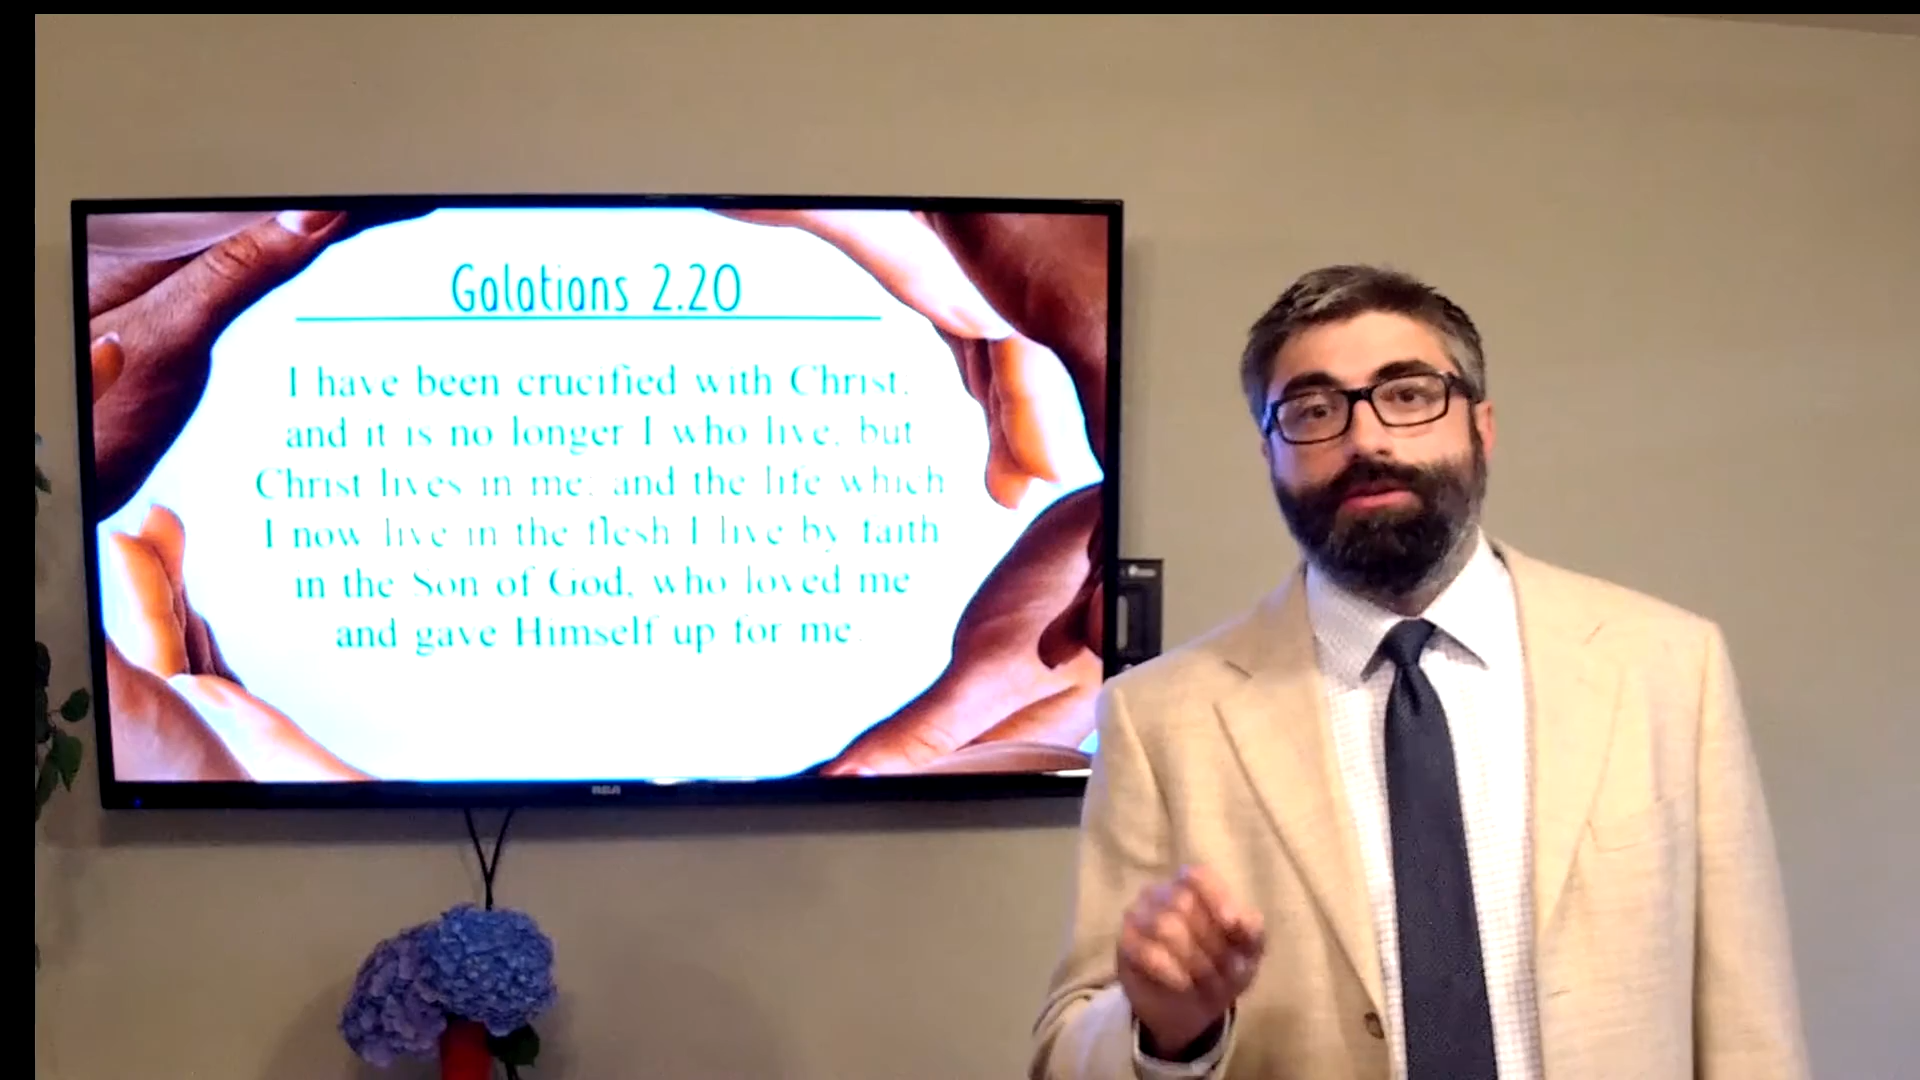 Galatians 2.20
I have been crucified with Christ,
and it is no longer I who live, but
Christ lives in me; and the life which
I now live in the flesh I live by faith
in the Son of God, who loved me
and gave Himself up for me.
RCA